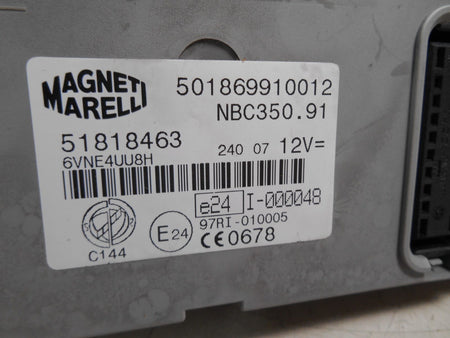 MAGNETI
MARELLI
501869910012
NBC350.91
51818463
6VNE4UU8H
240 07 12V=
e24 I-000048
97RI-010005
C144
E24
CE0678